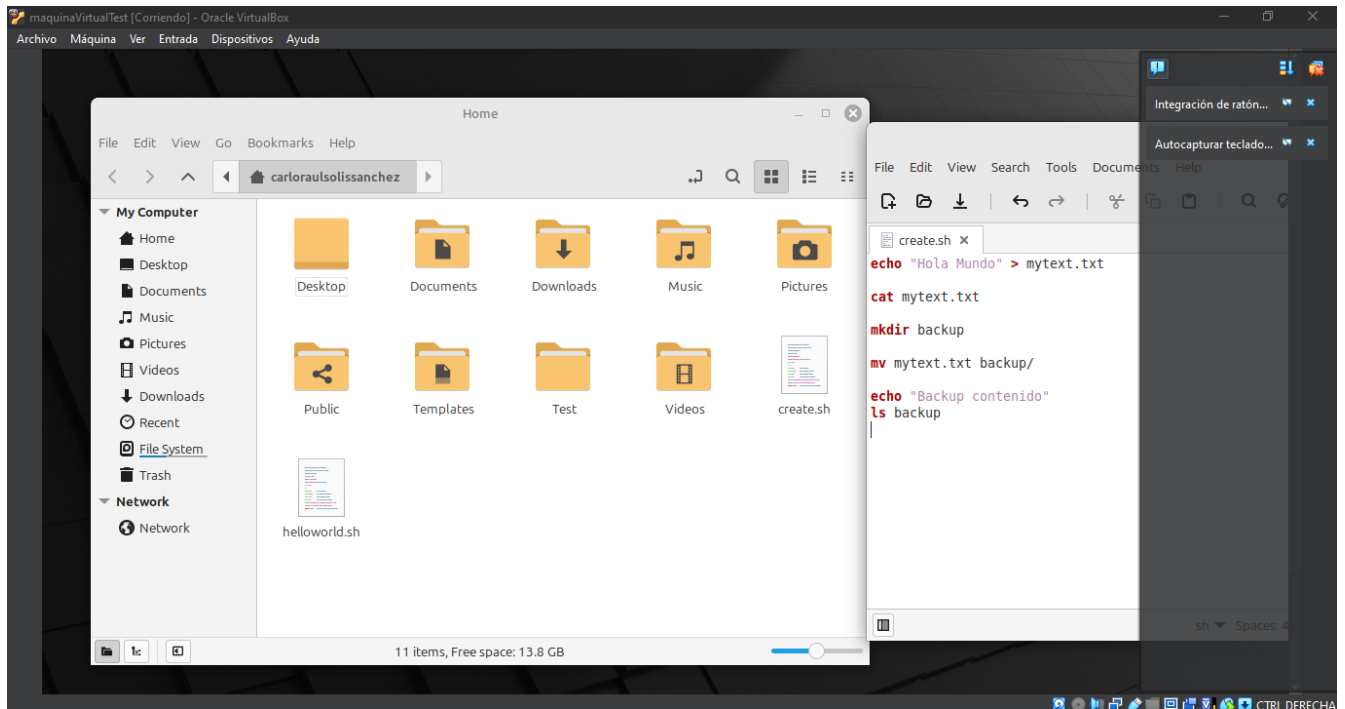 maquinaVirtualTest [Corriendo] - Oracle VirtualBox
Archivo Máquina Ver Entrada Dispositivos Ayuda
Integración de ratón...
Autocapturar teclado...
Home
File Edit View Go Bookmarks Help
carloraulsolissanchez
My Computer
Home
Desktop
Documents
Music
Pictures
Videos
Downloads
Recent
File System
Trash
Network
Network
Desktop Documents Downloads Music Pictures
Public Templates Test Videos create.sh
helloworld.sh
11 items, Free space: 13.8 GB
File Edit View Search Tools Documents Help
create.sh
echo "Hola Mundo" > mytext.txt
cat mytext.txt
mkdir backup
mv mytext.txt backup/
echo "Backup contenido"
ls backup
sh Spaces: 4
CTRL DERECHA